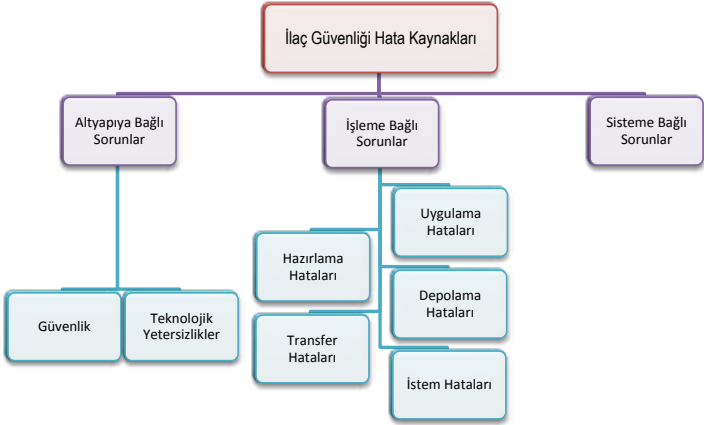 İlaç Güvenliği Hata Kaynakları
Altyapıya Bağlı
Sorunlar
İşleme Bağlı
Sorunlar
Sisteme Bağlı
Sorunlar
Güvenlik
Teknolojik
Yetersizlikler
Uygulama
Hataları
Hazırlama
Hataları
Depolama
Hataları
Transfer
Hataları
İstem Hataları